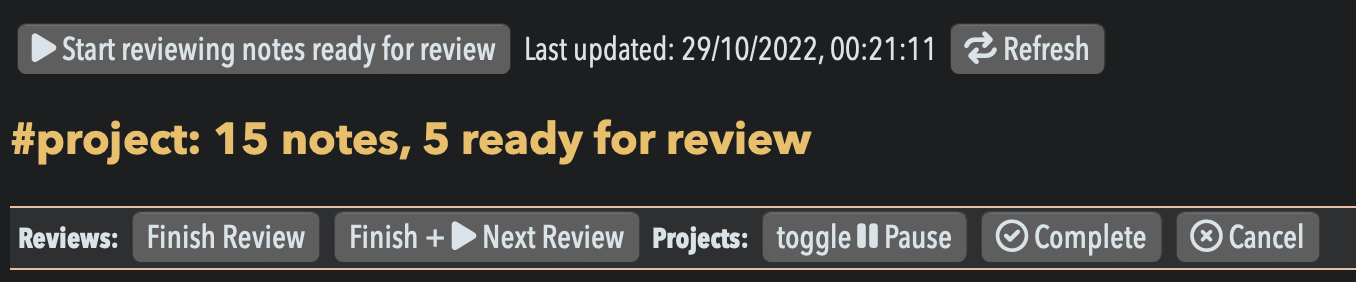 Start reviewing notes ready for review Last updated: 29/10/2022, 00:21:11 Refresh
#project: 15 notes, 5 ready for review
Reviews: Finish Review Finish + Next Review Projects: toggle Pause Complete Cancel